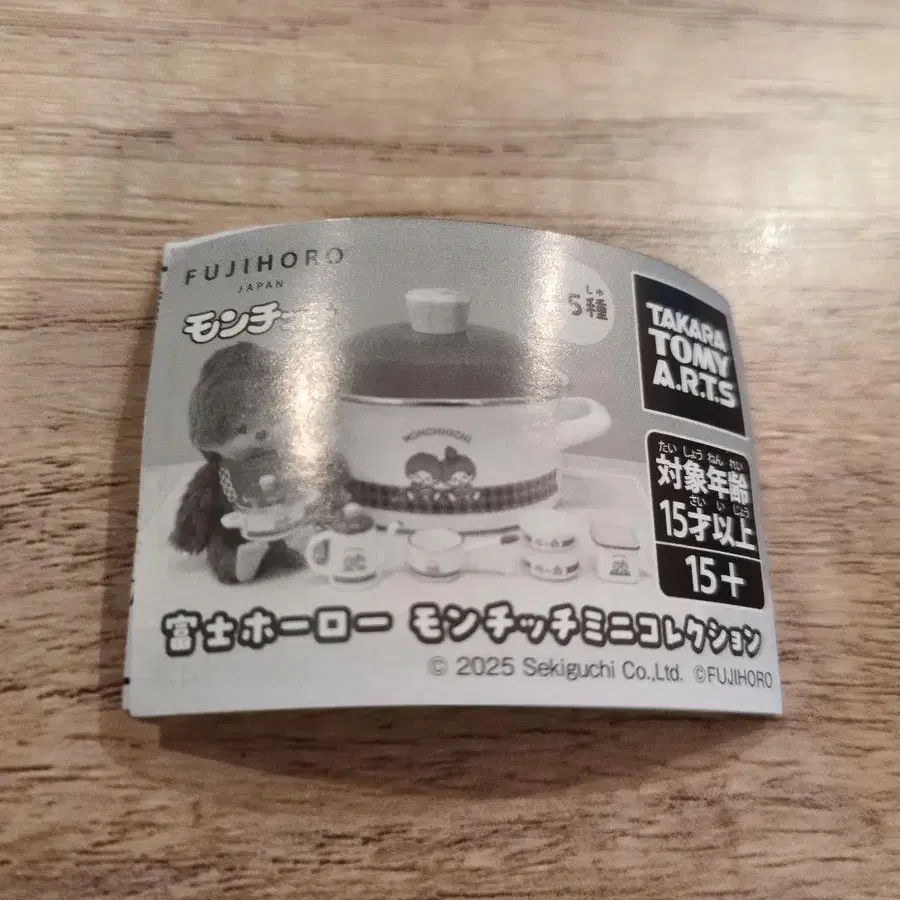 FUJIHORO
JAPAN
モンチッチ
しゅ
5種
TAKARA
TOMY
A.R.T.S
MONCHHICHI
たい しょう ねん れい
対象年齢
さい い じょう
15才以上
15+
富士ホーロー モンチッチミニコレクション
© 2025 Sekiguchi Co.,Ltd. ©FUJIHORO